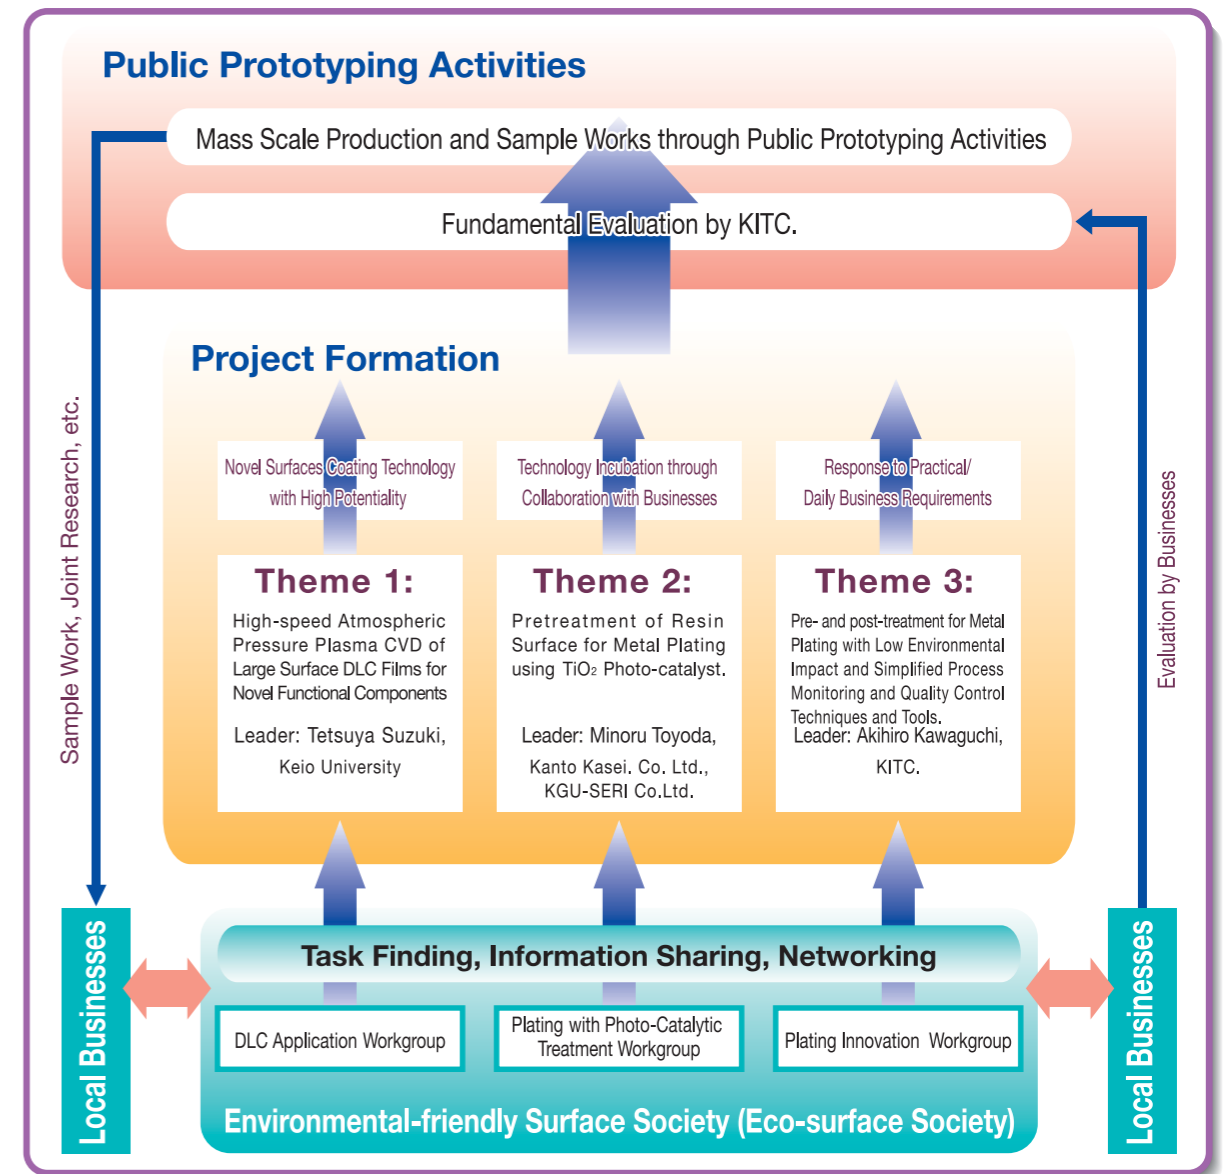 Public Prototyping Activities
Mass Scale Production and Sample Works through Public Prototyping Activities
Fundamental Evaluation by KITC.
Sample Work, Joint Research, etc.
Evaluation by Businesses
Project Formation
Novel Surfaces Coating Technology
with High Potentiality
Technology Incubation through
Collaboration with Businesses
Response to Practical/
Daily Business Requirements
Theme 1:
High-speed Atmospheric
Pressure Plasma CVD of
Large Surface DLC Films for
Novel Functional Components
Leader: Tetsuya Suzuki,
Keio University
Theme 2:
Pretreatment of Resin
Surface for Metal Plating
using TiO₂ Photo-catalyst.
Leader: Minoru Toyoda,
Kanto Kasei. Co. Ltd.,
KGU-SERI Co.Ltd.
Theme 3:
Pre- and post-treatment for Metal
Plating with Low Environmental
Impact and Simplified Process
Monitoring and Quality Control
Techniques and Tools.
Leader: Akihiro Kawaguchi,
KITC.
Local Businesses
Task Finding, Information Sharing, Networking
DLC Application Workgroup
Plating with Photo-Catalytic
Treatment Workgroup
Plating Innovation Workgroup
Environmental-friendly Surface Society (Eco-surface Society)
Local Businesses